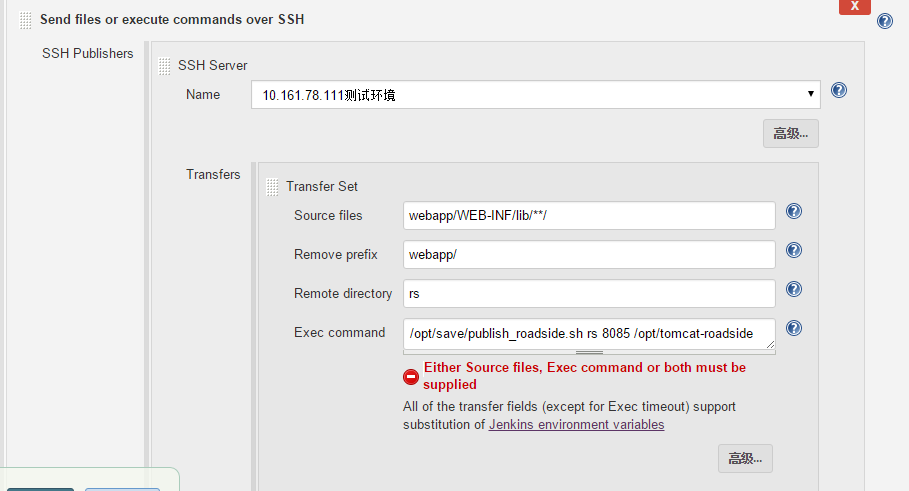 Send files or execute commands over SSH
X
SSH Publishers
SSH Server
Name
10.161.78.111测试环境
高级...
Transfers
Transfer Set
Source files
webapp/WEB-INF/lib/**/
Remove prefix
webapp/
Remote directory
rs
Exec command
/opt/save/publish_roadside.sh rs 8085 /opt/tomcat-roadside
Either Source files, Exec command or both must be
supplied
All of the transfer fields (except for Exec timeout) support
substitution of Jenkins environment variables
高级...